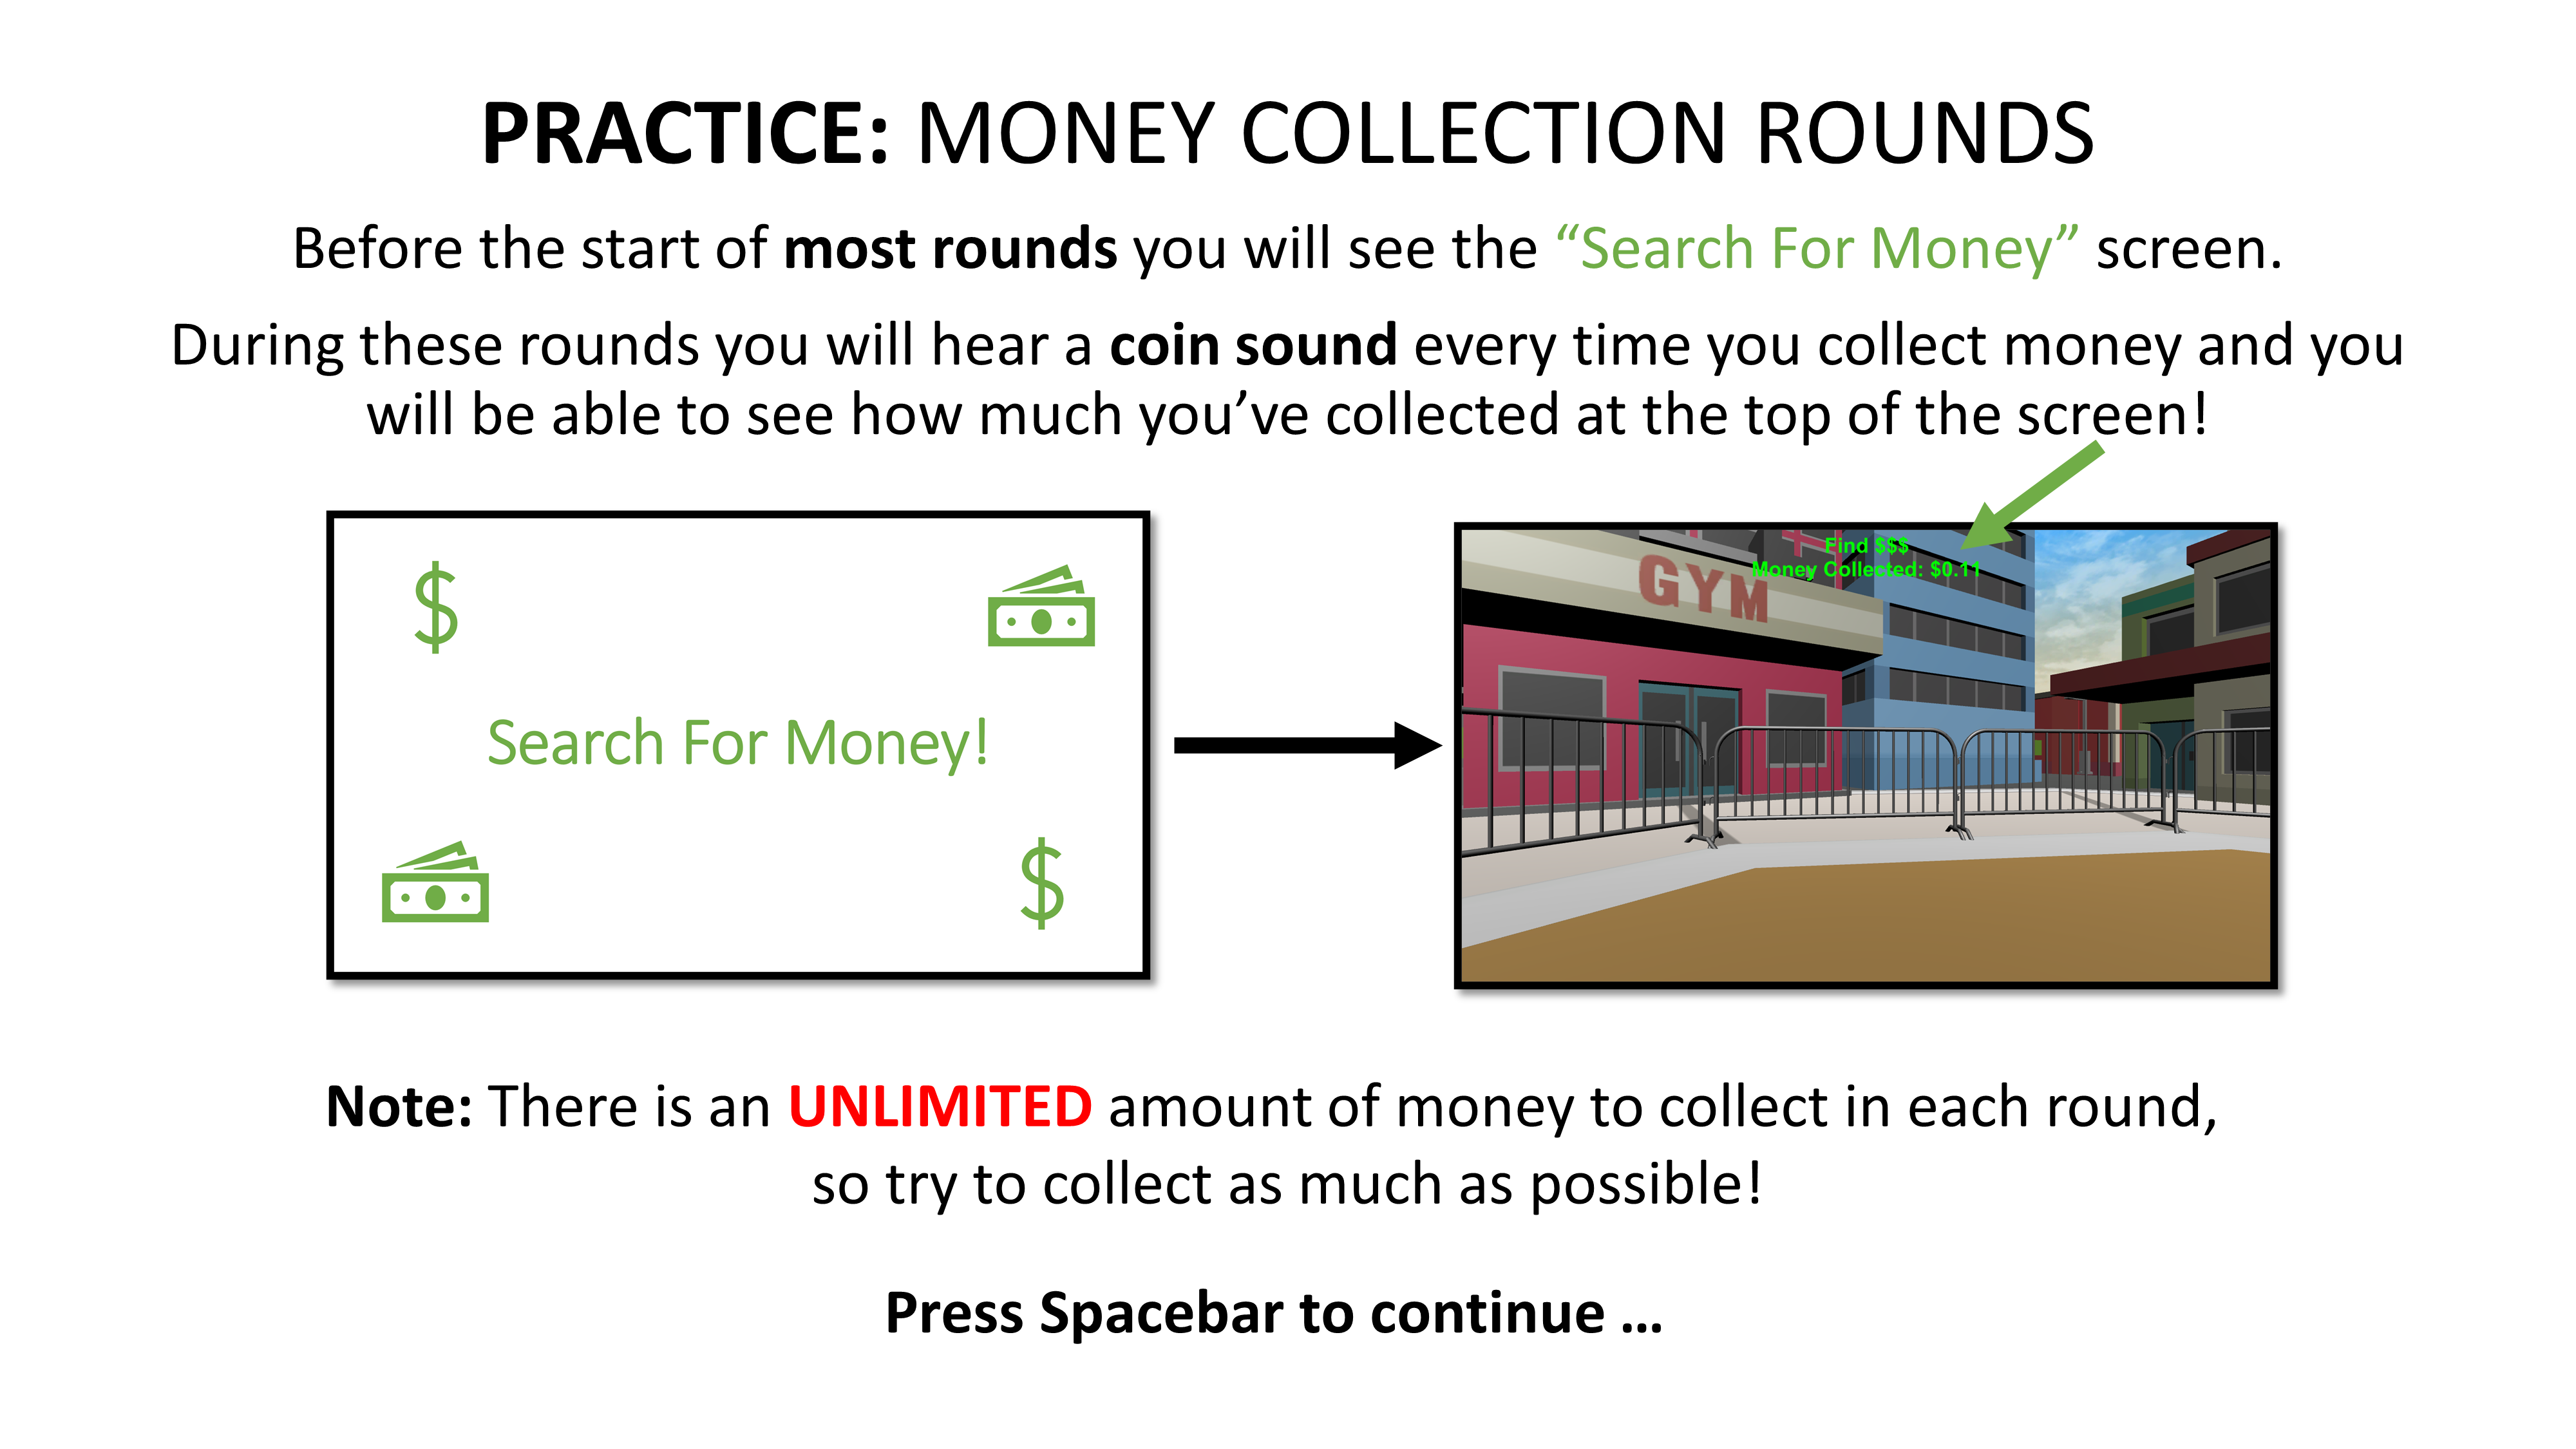 PRACTICE: MONEY COLLECTION ROUNDS
Before the start of most rounds you will see the “Search For Money” screen.
During these rounds you will hear a coin sound every time you collect money and you
will be able to see how much you’ve collected at the top of the screen!
$
Search For Money!
$
Find $$$
Money Collected: $0.11
GYM
Note: There is an UNLIMITED amount of money to collect in each round,
so try to collect as much as possible!
Press Spacebar to continue ...